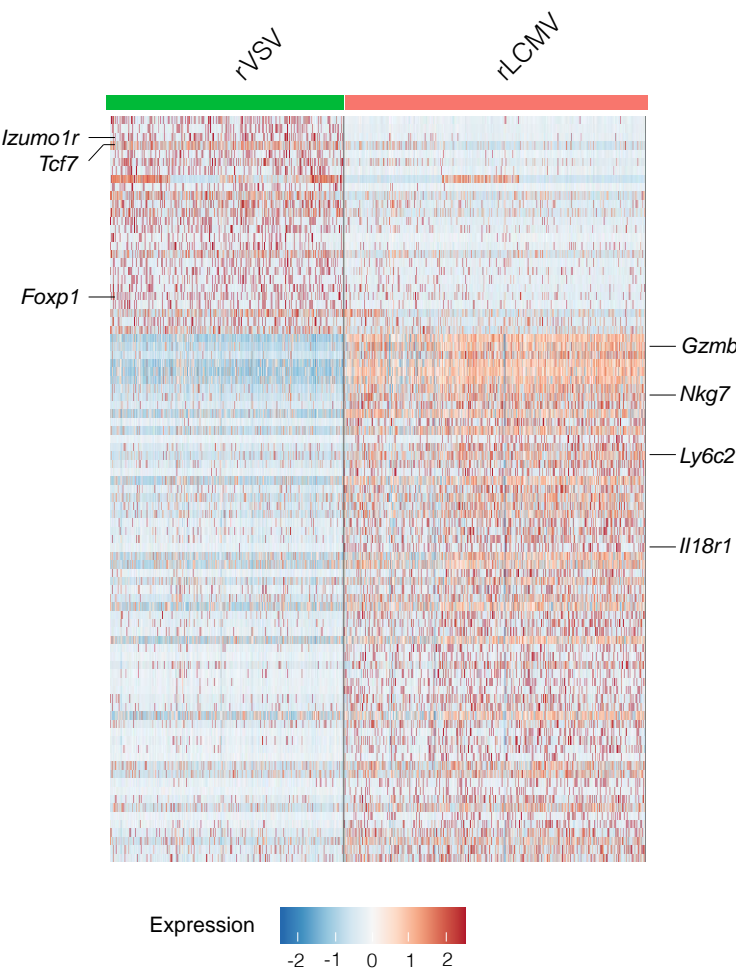 rVSV rLCMV
Izumo1r
Tcf7
Foxp1
Gzmb
Nkg7
Ly6c2
Il18r1
Expression
-2 -1 0 1 2